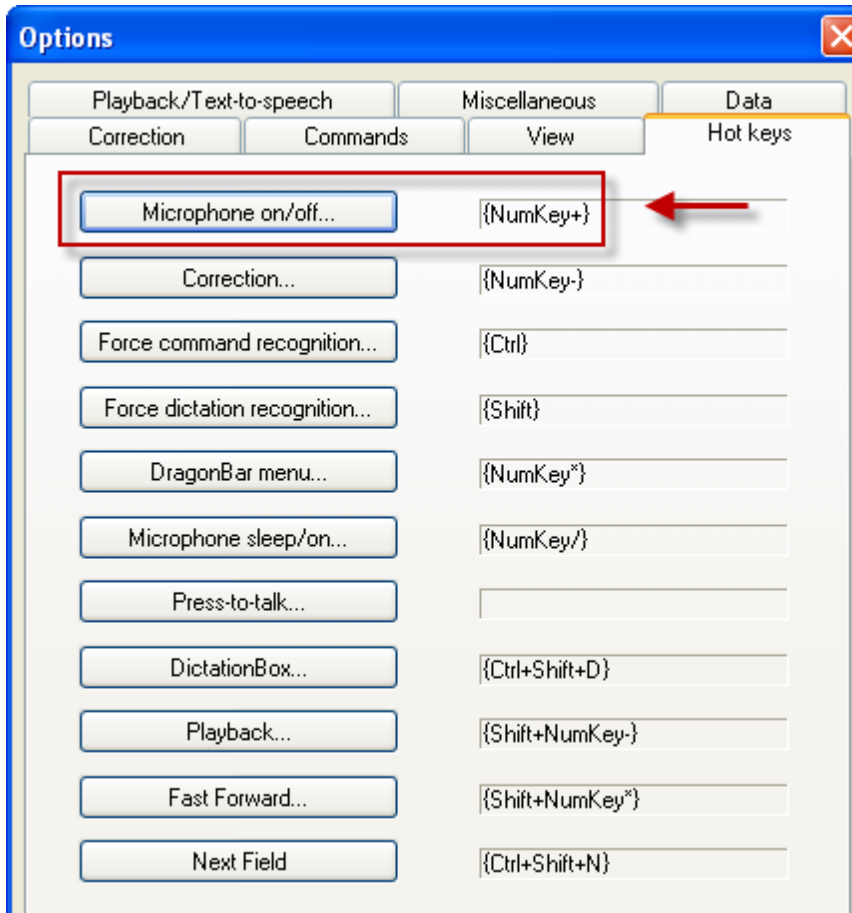 Options
Playback/Text-to-speech Miscellaneous Data
Correction Commands View Hot keys
Microphone on/off... {NumKey+}
Correction... {NumKey-}
Force command recognition... {Ctrl}
Force dictation recognition... {Shift}
DragonBar menu... {NumKey*}
Microphone sleep/on... {NumKey/}
Press-to-talk...
DictationBox... {Ctrl+Shift+D}
Playback... {Shift+NumKey-}
Fast Forward... {Shift+NumKey*}
Next Field {Ctrl+Shift+N}